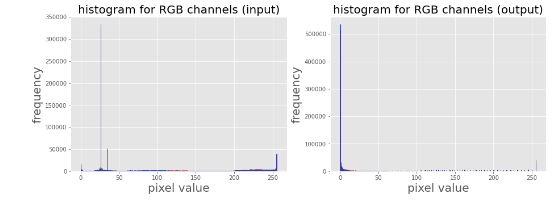 histogram for RGB channels (input)
350000
300000
250000
200000
150000
100000
50000
0
0 50 100 150 200 250
frequency
pixel value
histogram for RGB channels (output)
500000
400000
300000
200000
100000
0
0 50 100 150 200 250
frequency
pixel value